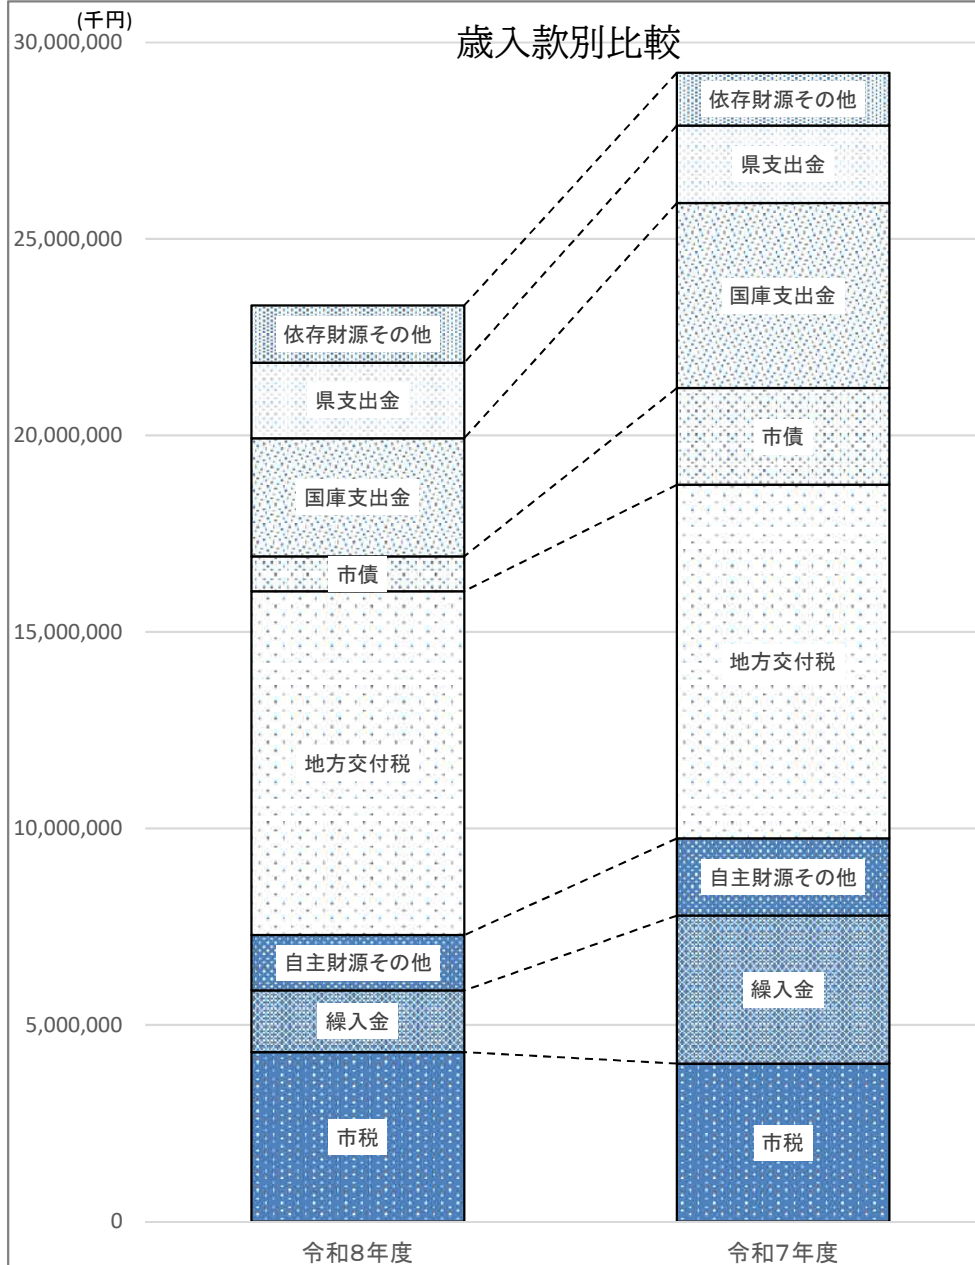 (千円)
歳入款別比較
30,000,000
25,000,000
20,000,000
15,000,000
10,000,000
5,000,000
0
依存財源その他
県支出金
国庫支出金
市債
地方交付税
自主財源その他
繰入金
市税
依存財源その他
県支出金
国庫支出金
市債
地方交付税
自主財源その他
繰入金
市税
令和8年度
令和7年度